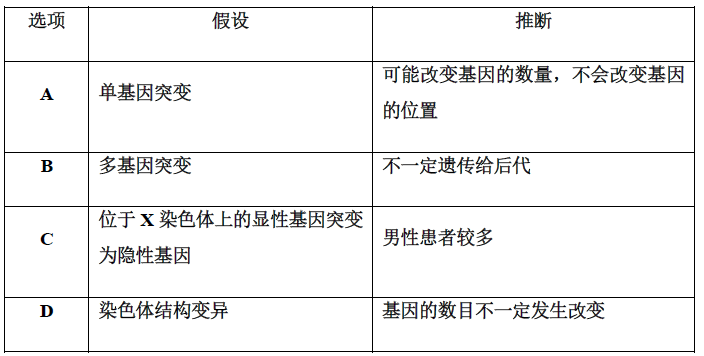 选项 假设 推断
A 单基因突变 可能改变基因的数量，不会改变基因
的位置
B 多基因突变 不一定遗传给后代
C 位于 X 染色体上的显性基因突变
为隐性基因 男性患者较多
D 染色体结构变异 基因的数目不一定发生改变